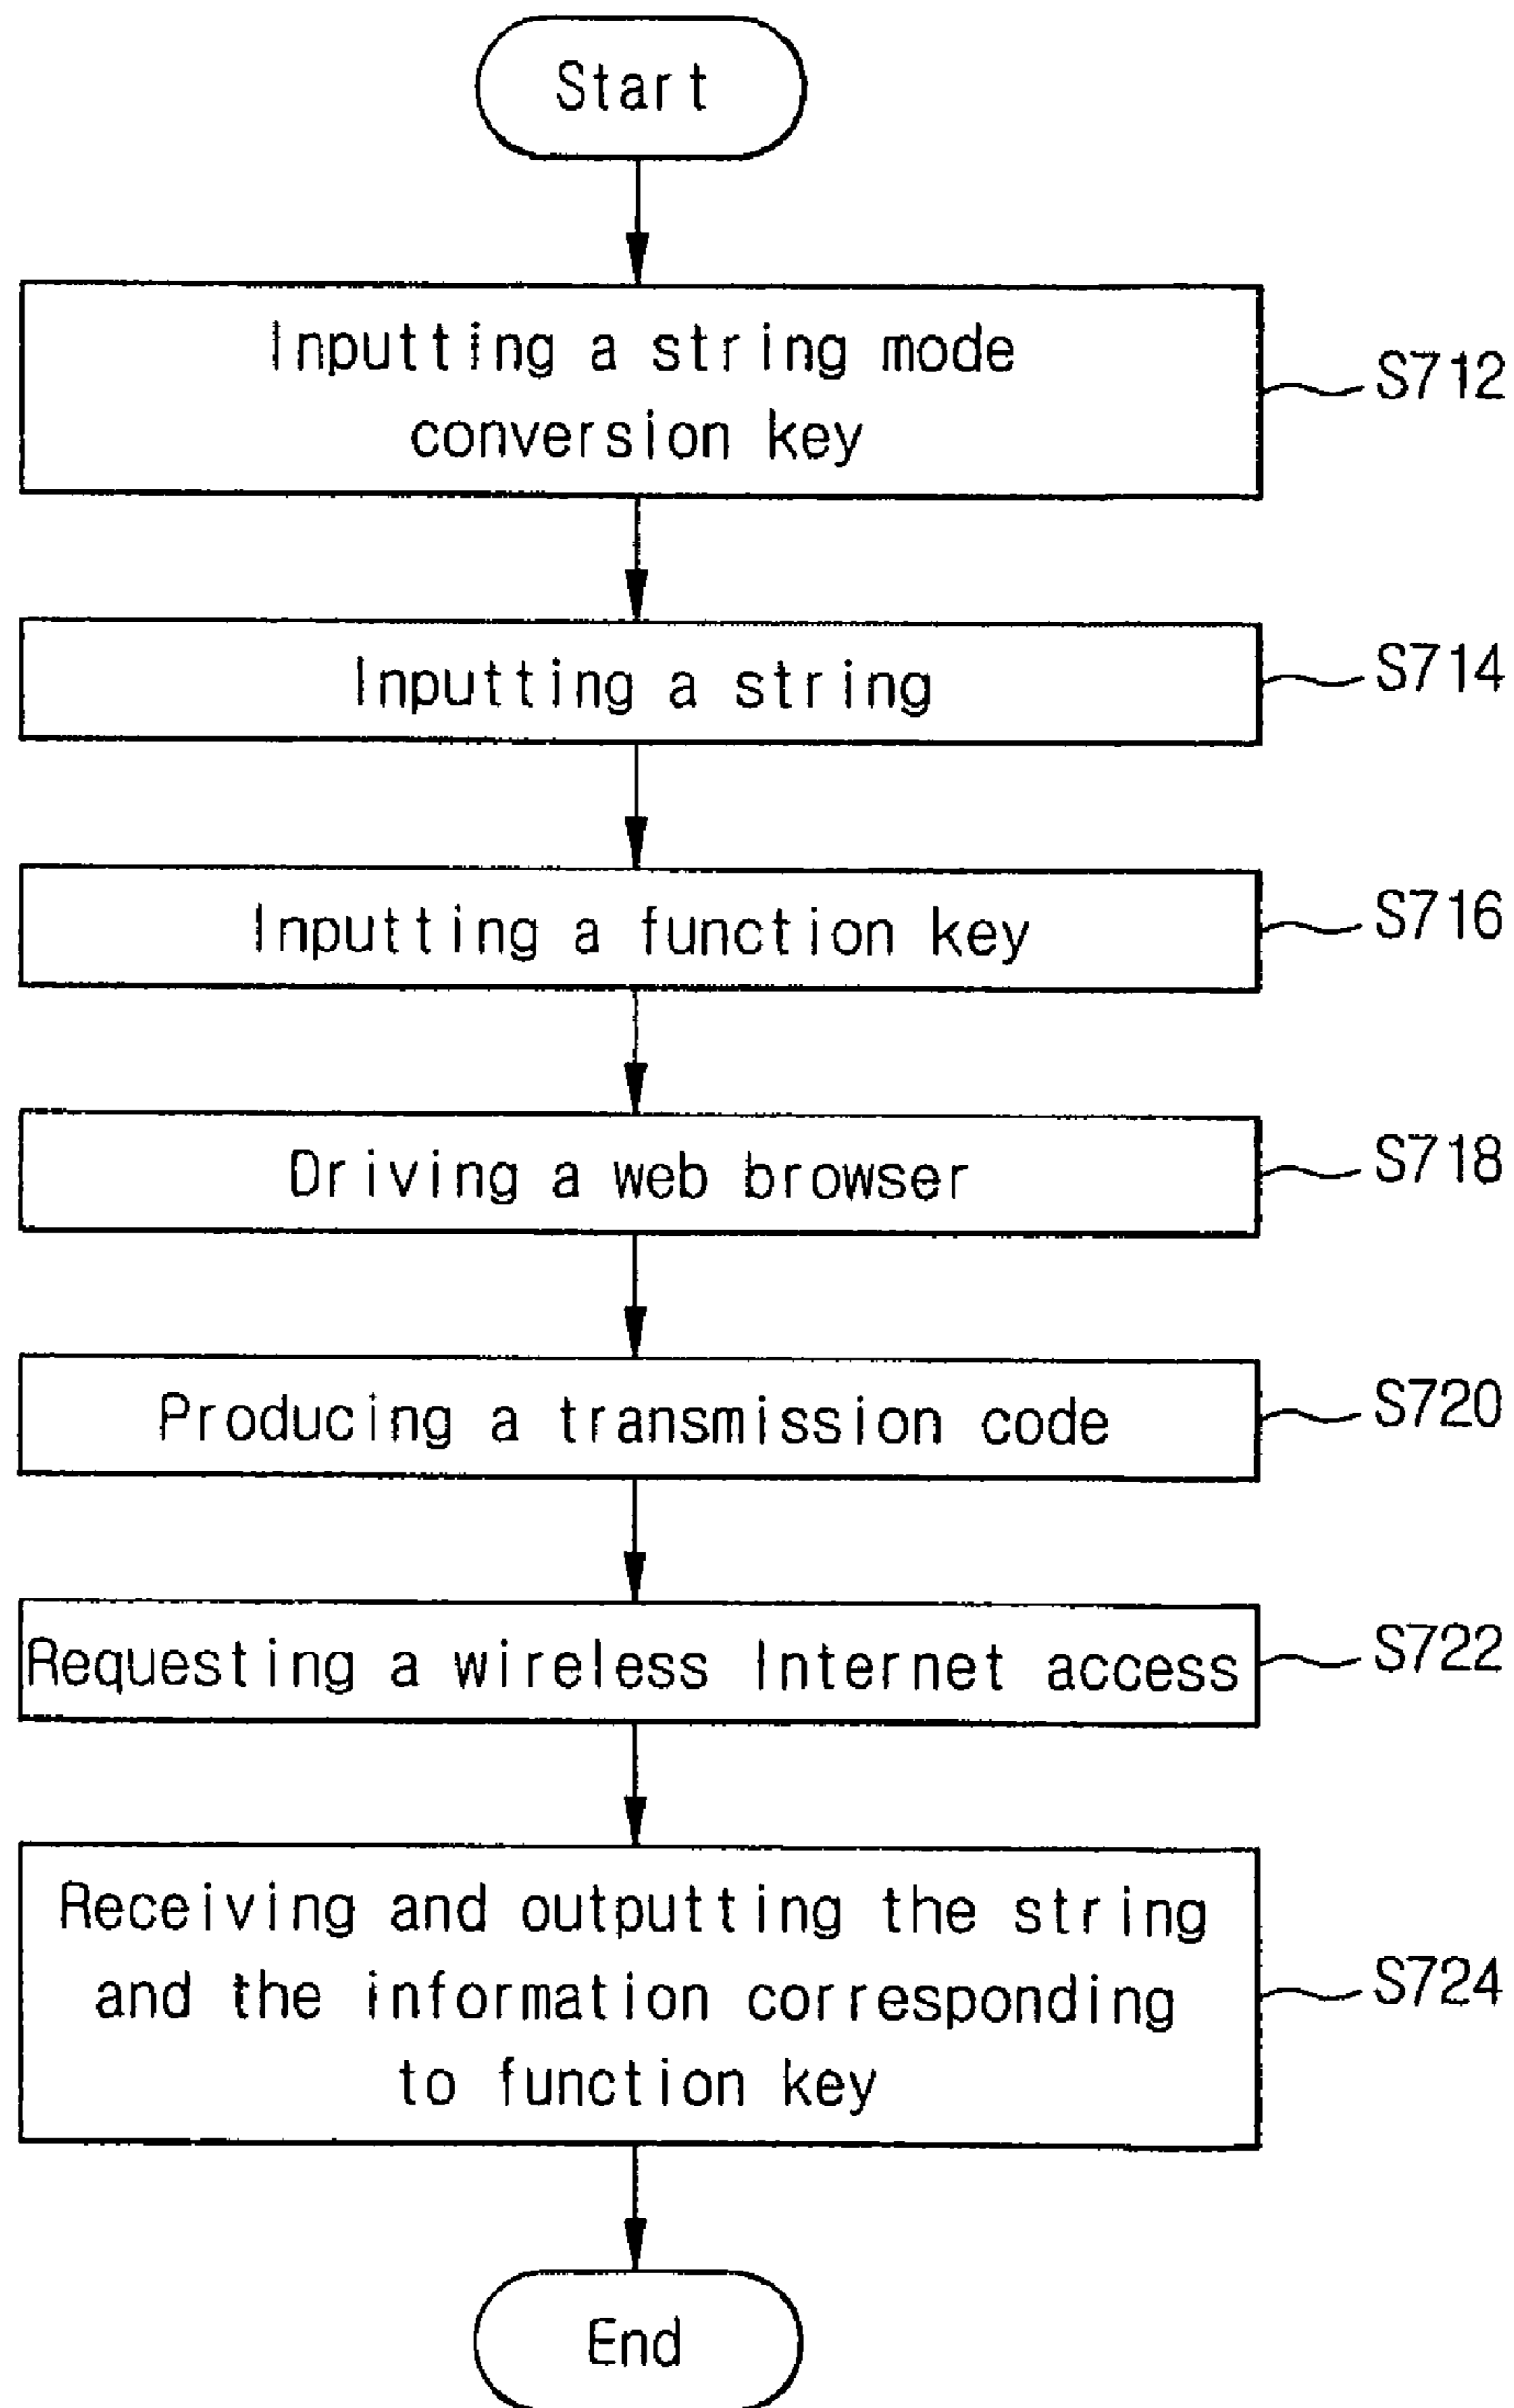 Start
Inputting a string mode
conversion key
S712
Inputting a string
S714
Inputting a function key
S716
Driving a web browser
S718
Producing a transmission code
S720
Requesting a wireless Internet access
S722
Receiving and outputting the string
and the information corresponding
to function key
S724
End